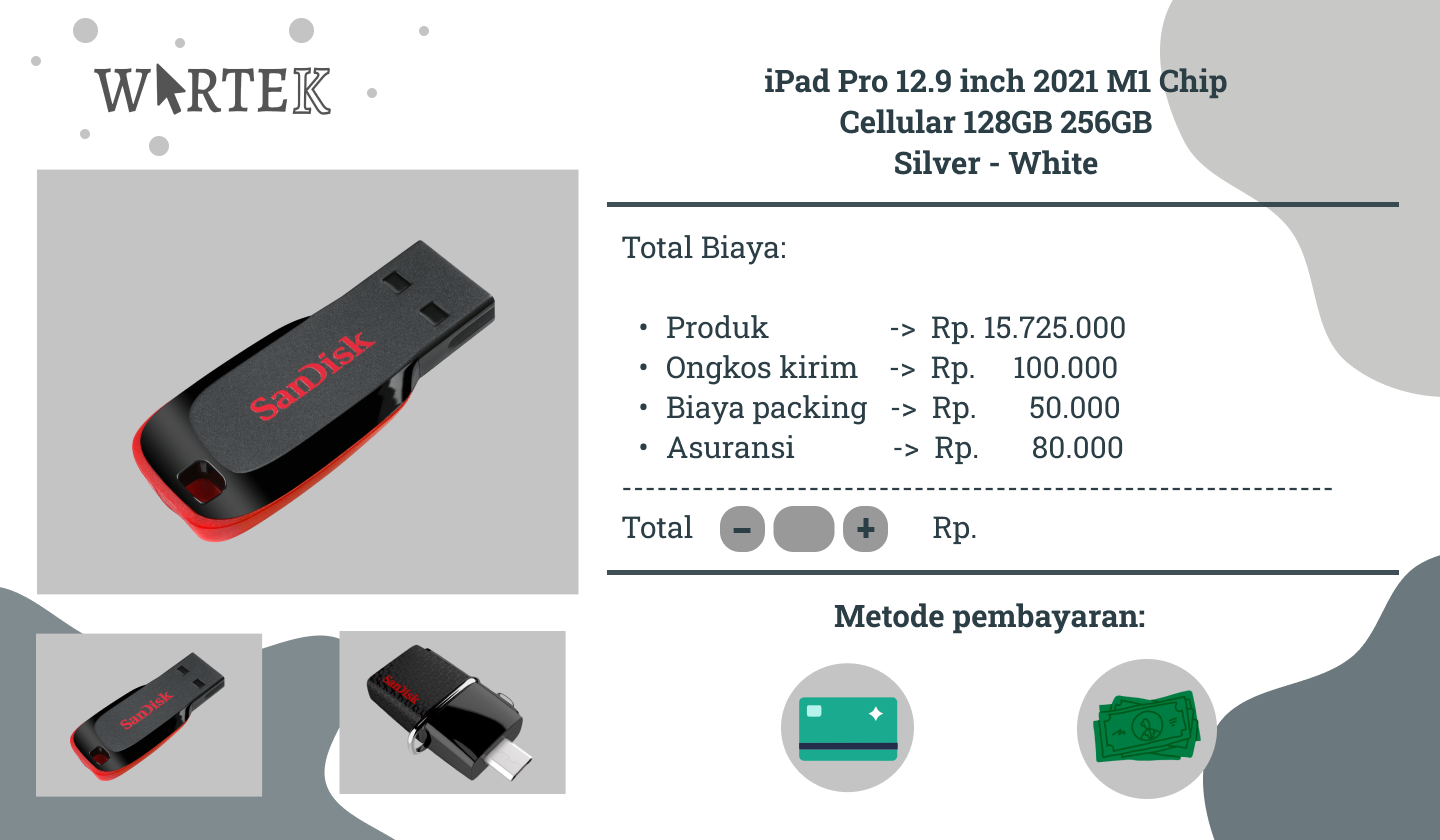 WARTEK
iPad Pro 12.9 inch 2021 M1 Chip
Cellular 128GB 256GB
Silver - White
SanDisk
Total Biaya:
• Produk -> Rp. 15.725.000
• Ongkos kirim -> Rp. 100.000
• Biaya packing -> Rp. 50.000
• Asuransi -> Rp. 80.000
Total - + Rp.
Metode pembayaran:
SanDisk
SanDisk